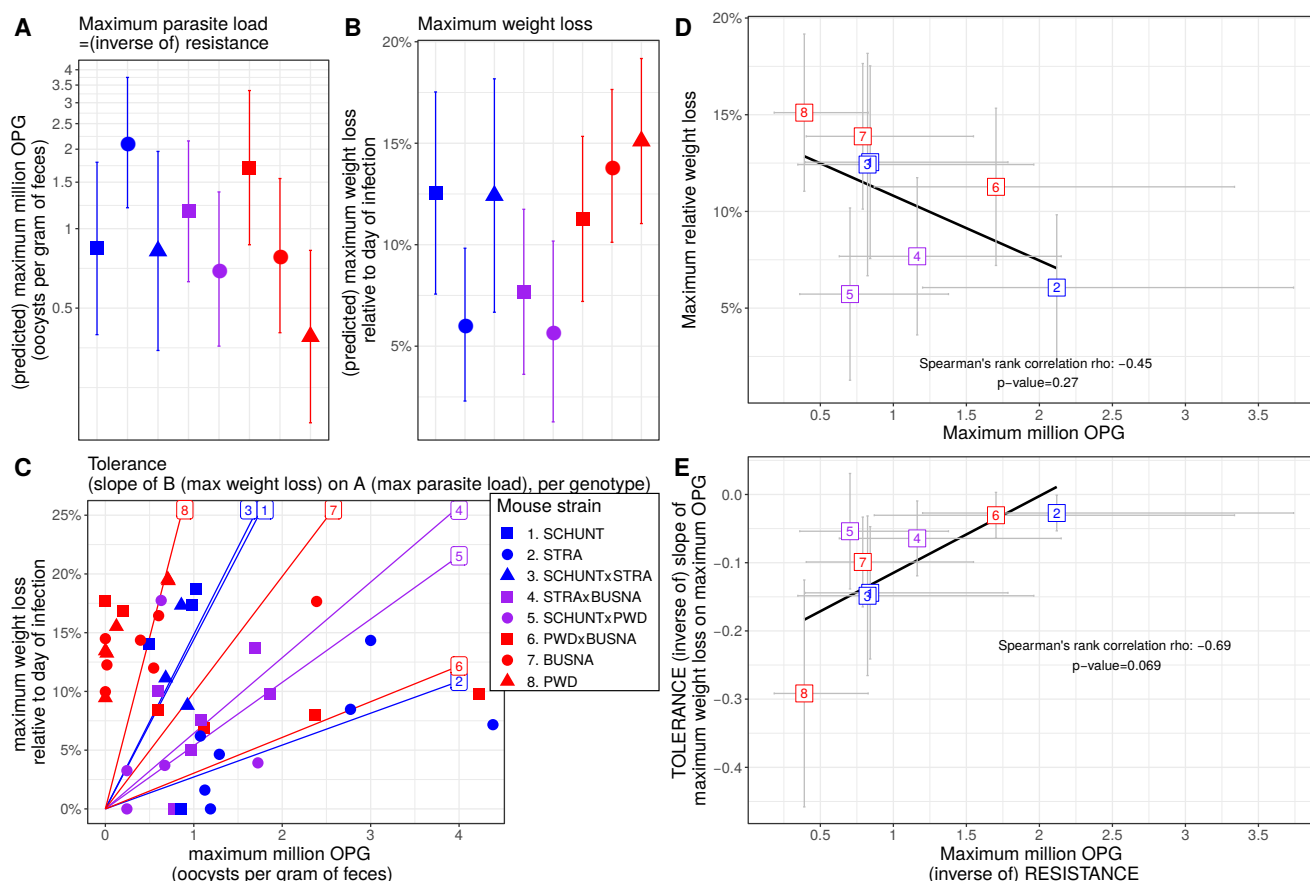 A
Maximum parasite load
=(inverse of) resistance
(predicted) maximum million OPG
(oocysts per gram of feces)
4
3.5
3
2.5
2
1.5
1
0.5
B
Maximum weight loss
(predicted) maximum weight loss
relative to day of infection
20%
15%
10%
5%
C
Tolerance
(slope of B (max weight loss) on A (max parasite load), per genotype)
maximum weight loss
relative to day of infection
25%
20%
15%
10%
5%
0%
8
3
1
7
4
5
6
2
0
1
2
3
4
maximum million OPG
(oocysts per gram of feces)
Mouse strain
1. SCHUNT
2. STRA
3. SCHUNTxSTRA
4. STRAxBUSNA
5. SCHUNTxPWD
6. PWDxBUSNA
7. BUSNA
8. PWD
D
Maximum relative weight loss
20%
15%
10%
5%
8
7
3
6
4
5
2
Spearman's rank correlation rho: −0.45
p−value=0.27
0.5
1
1.5
2
2.5
3
3.5
Maximum million OPG
E
TOLERANCE (inverse of) slope of
maximum weight loss on maximum OPG
0.0
−0.1
−0.2
−0.3
−0.4
5
4
6
2
7
3
1
8
Spearman's rank correlation rho: −0.69
p−value=0.069
0.5
1
1.5
2
2.5
3
3.5
Maximum million OPG
(inverse of) RESISTANCE